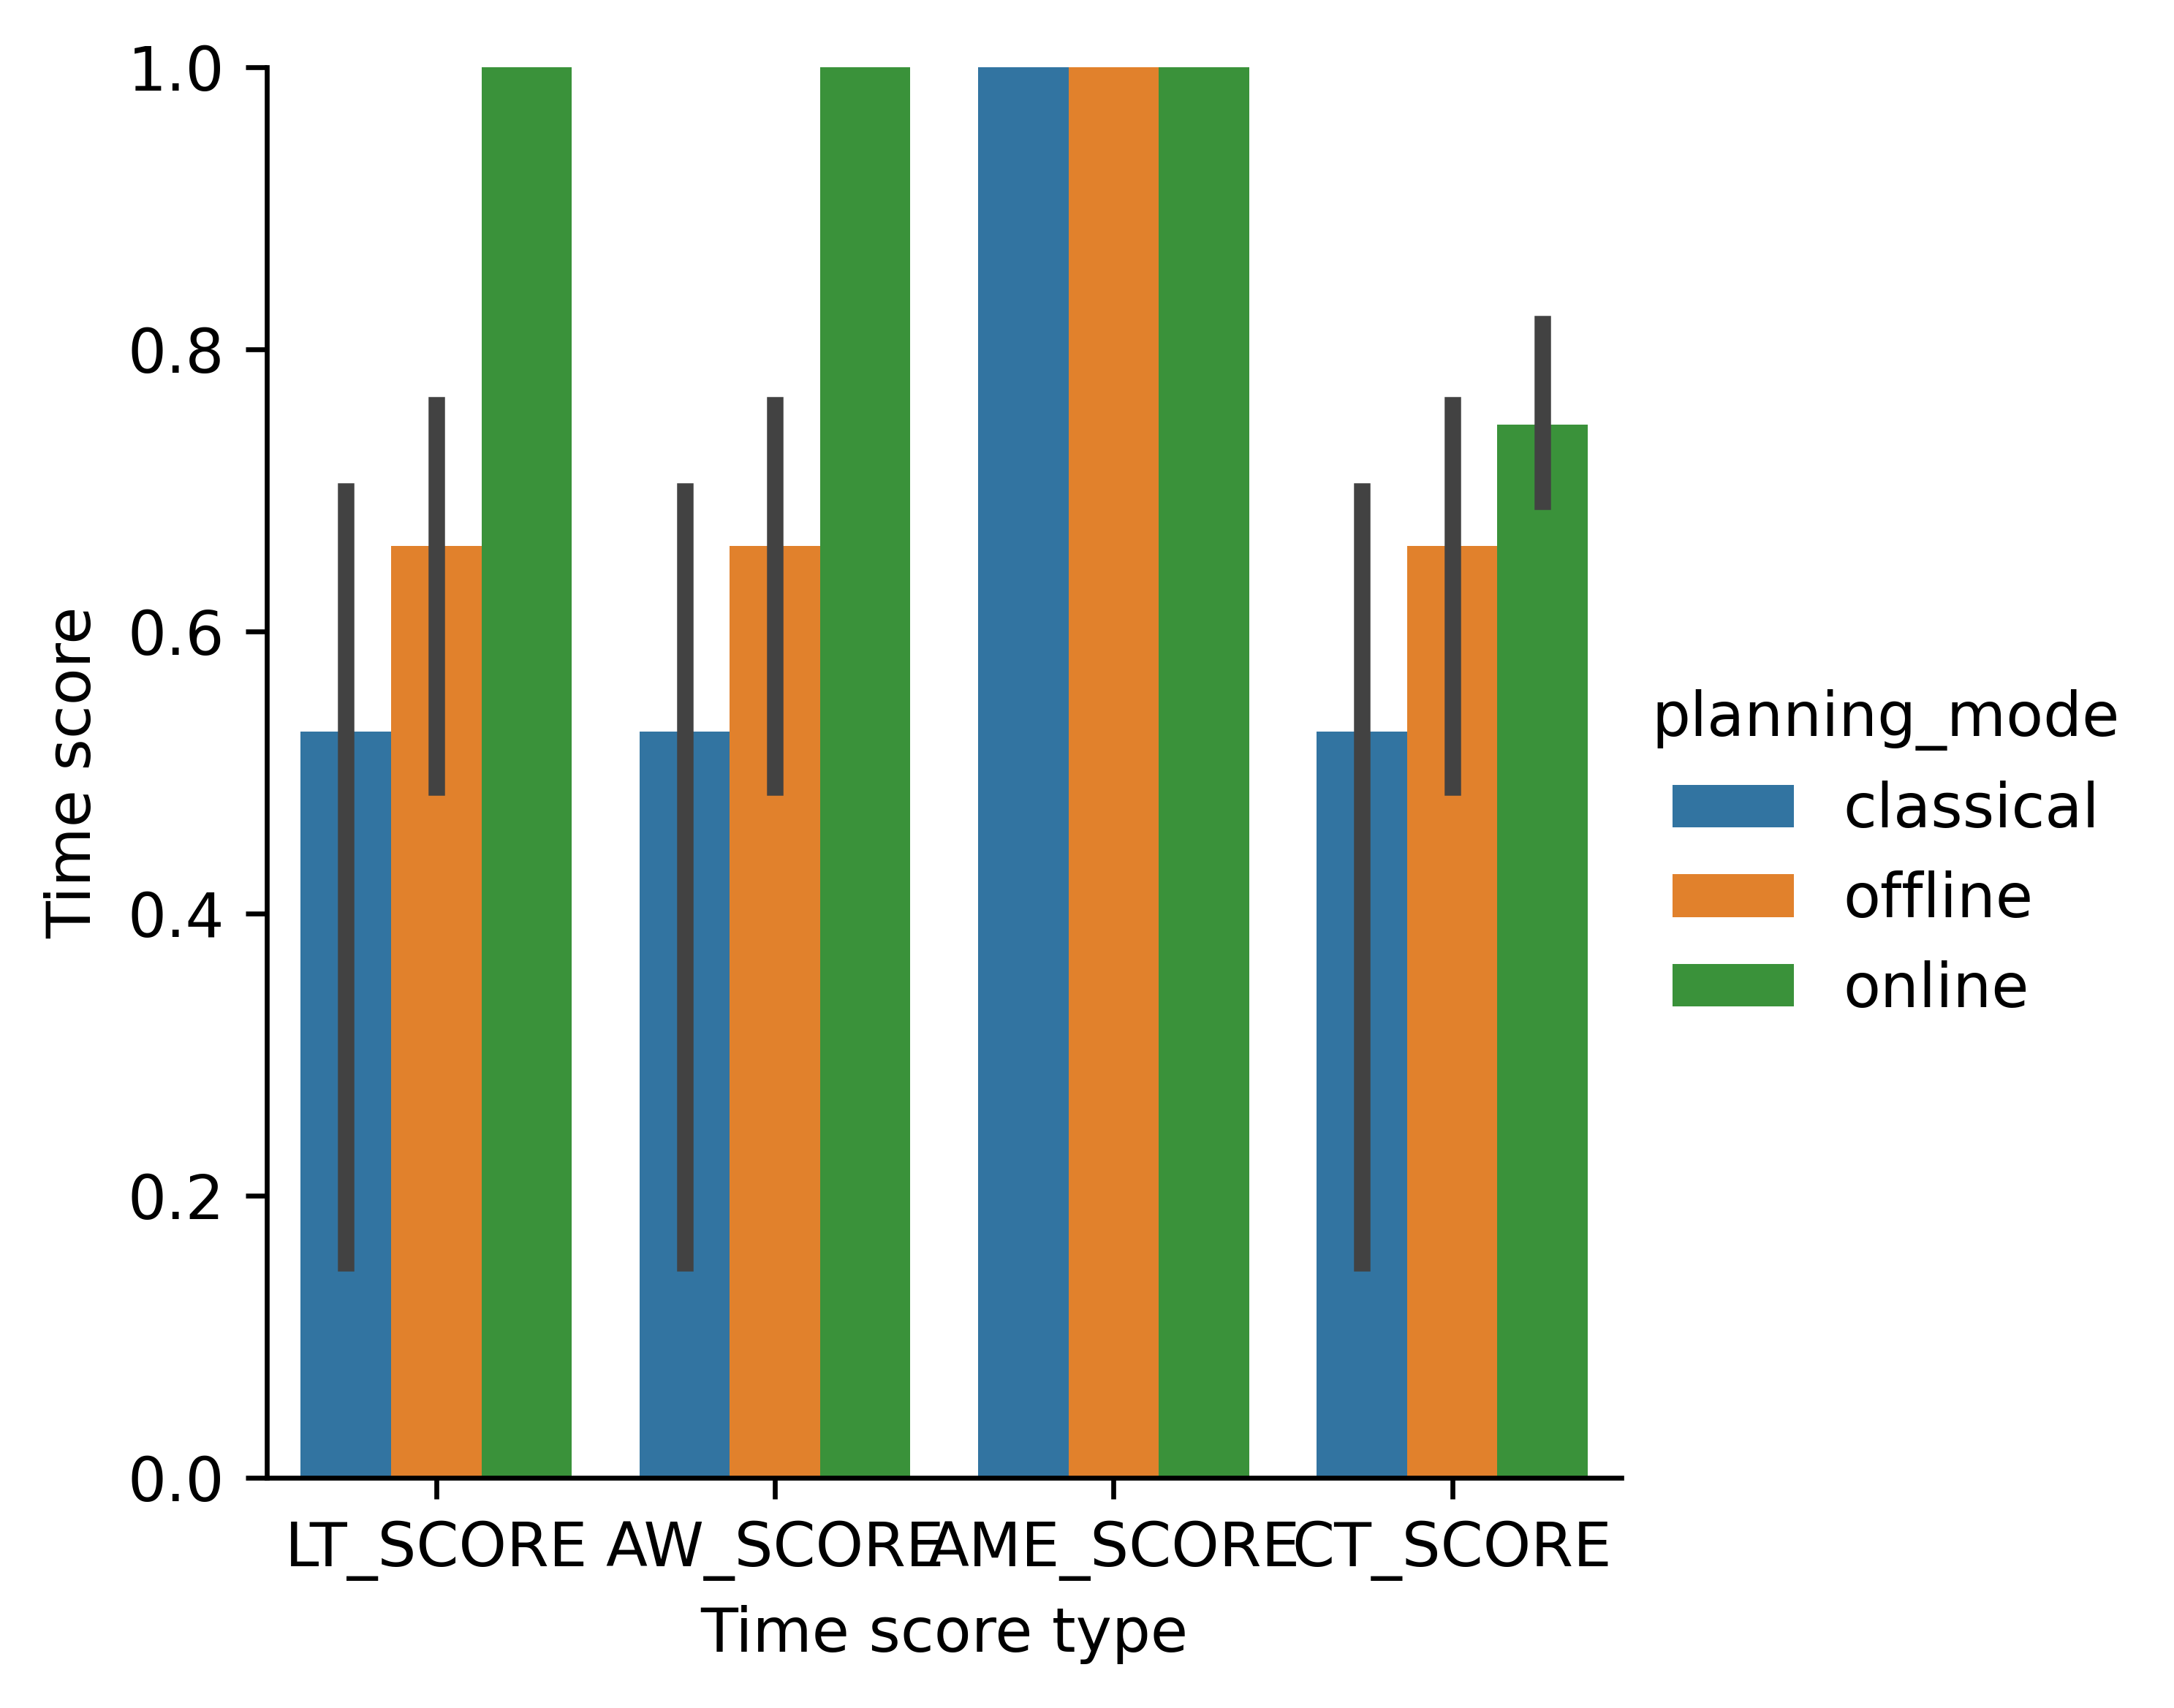 1.0
0.8
0.6
0.4
0.2
0.0
Time score
LT_SCORE AW_SCORE AME_SCORE CT_SCORE
Time score type
planning_mode
classical
offline
online